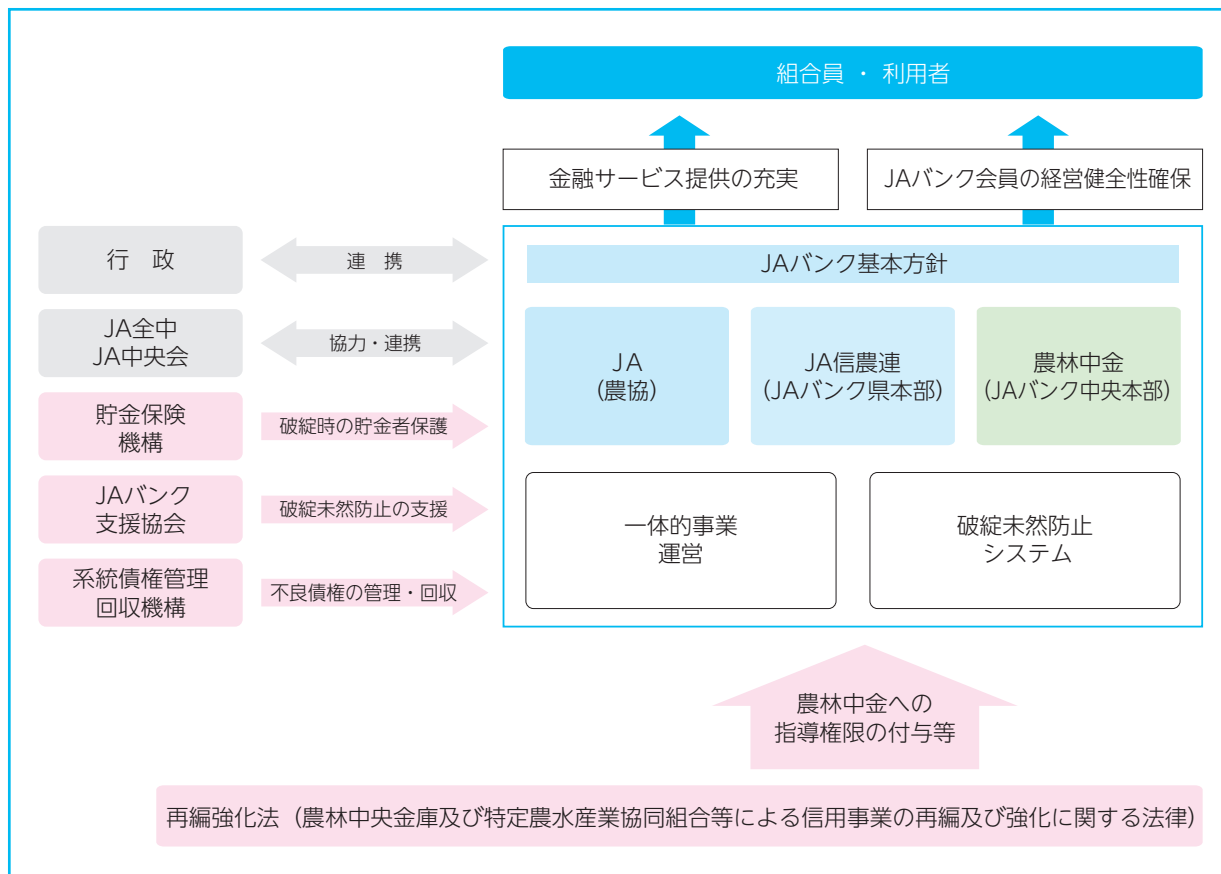 組合員 ・ 利用者
金融サービス提供の充実
JAバンク会員の経営健全性確保
行 政
連 携
JAバンク基本方針
JA全中
JA中央会
協力・連携
JA
(農協)
JA信農連
(JAバンク県本部)
農林中金
(JAバンク中央本部)
貯金保険
機構
破綻時の貯金者保護
JAバンク
支援協会
破綻未然防止の支援
一体的事業
運営
破綻未然防止
システム
系統債権管理
回収機構
不良債権の管理・回収
農林中金への
指導権限の付与等
再編強化法 (農林中央金庫及び特定農水産業協同組合等による信用事業の再編及び強化に関する法律)